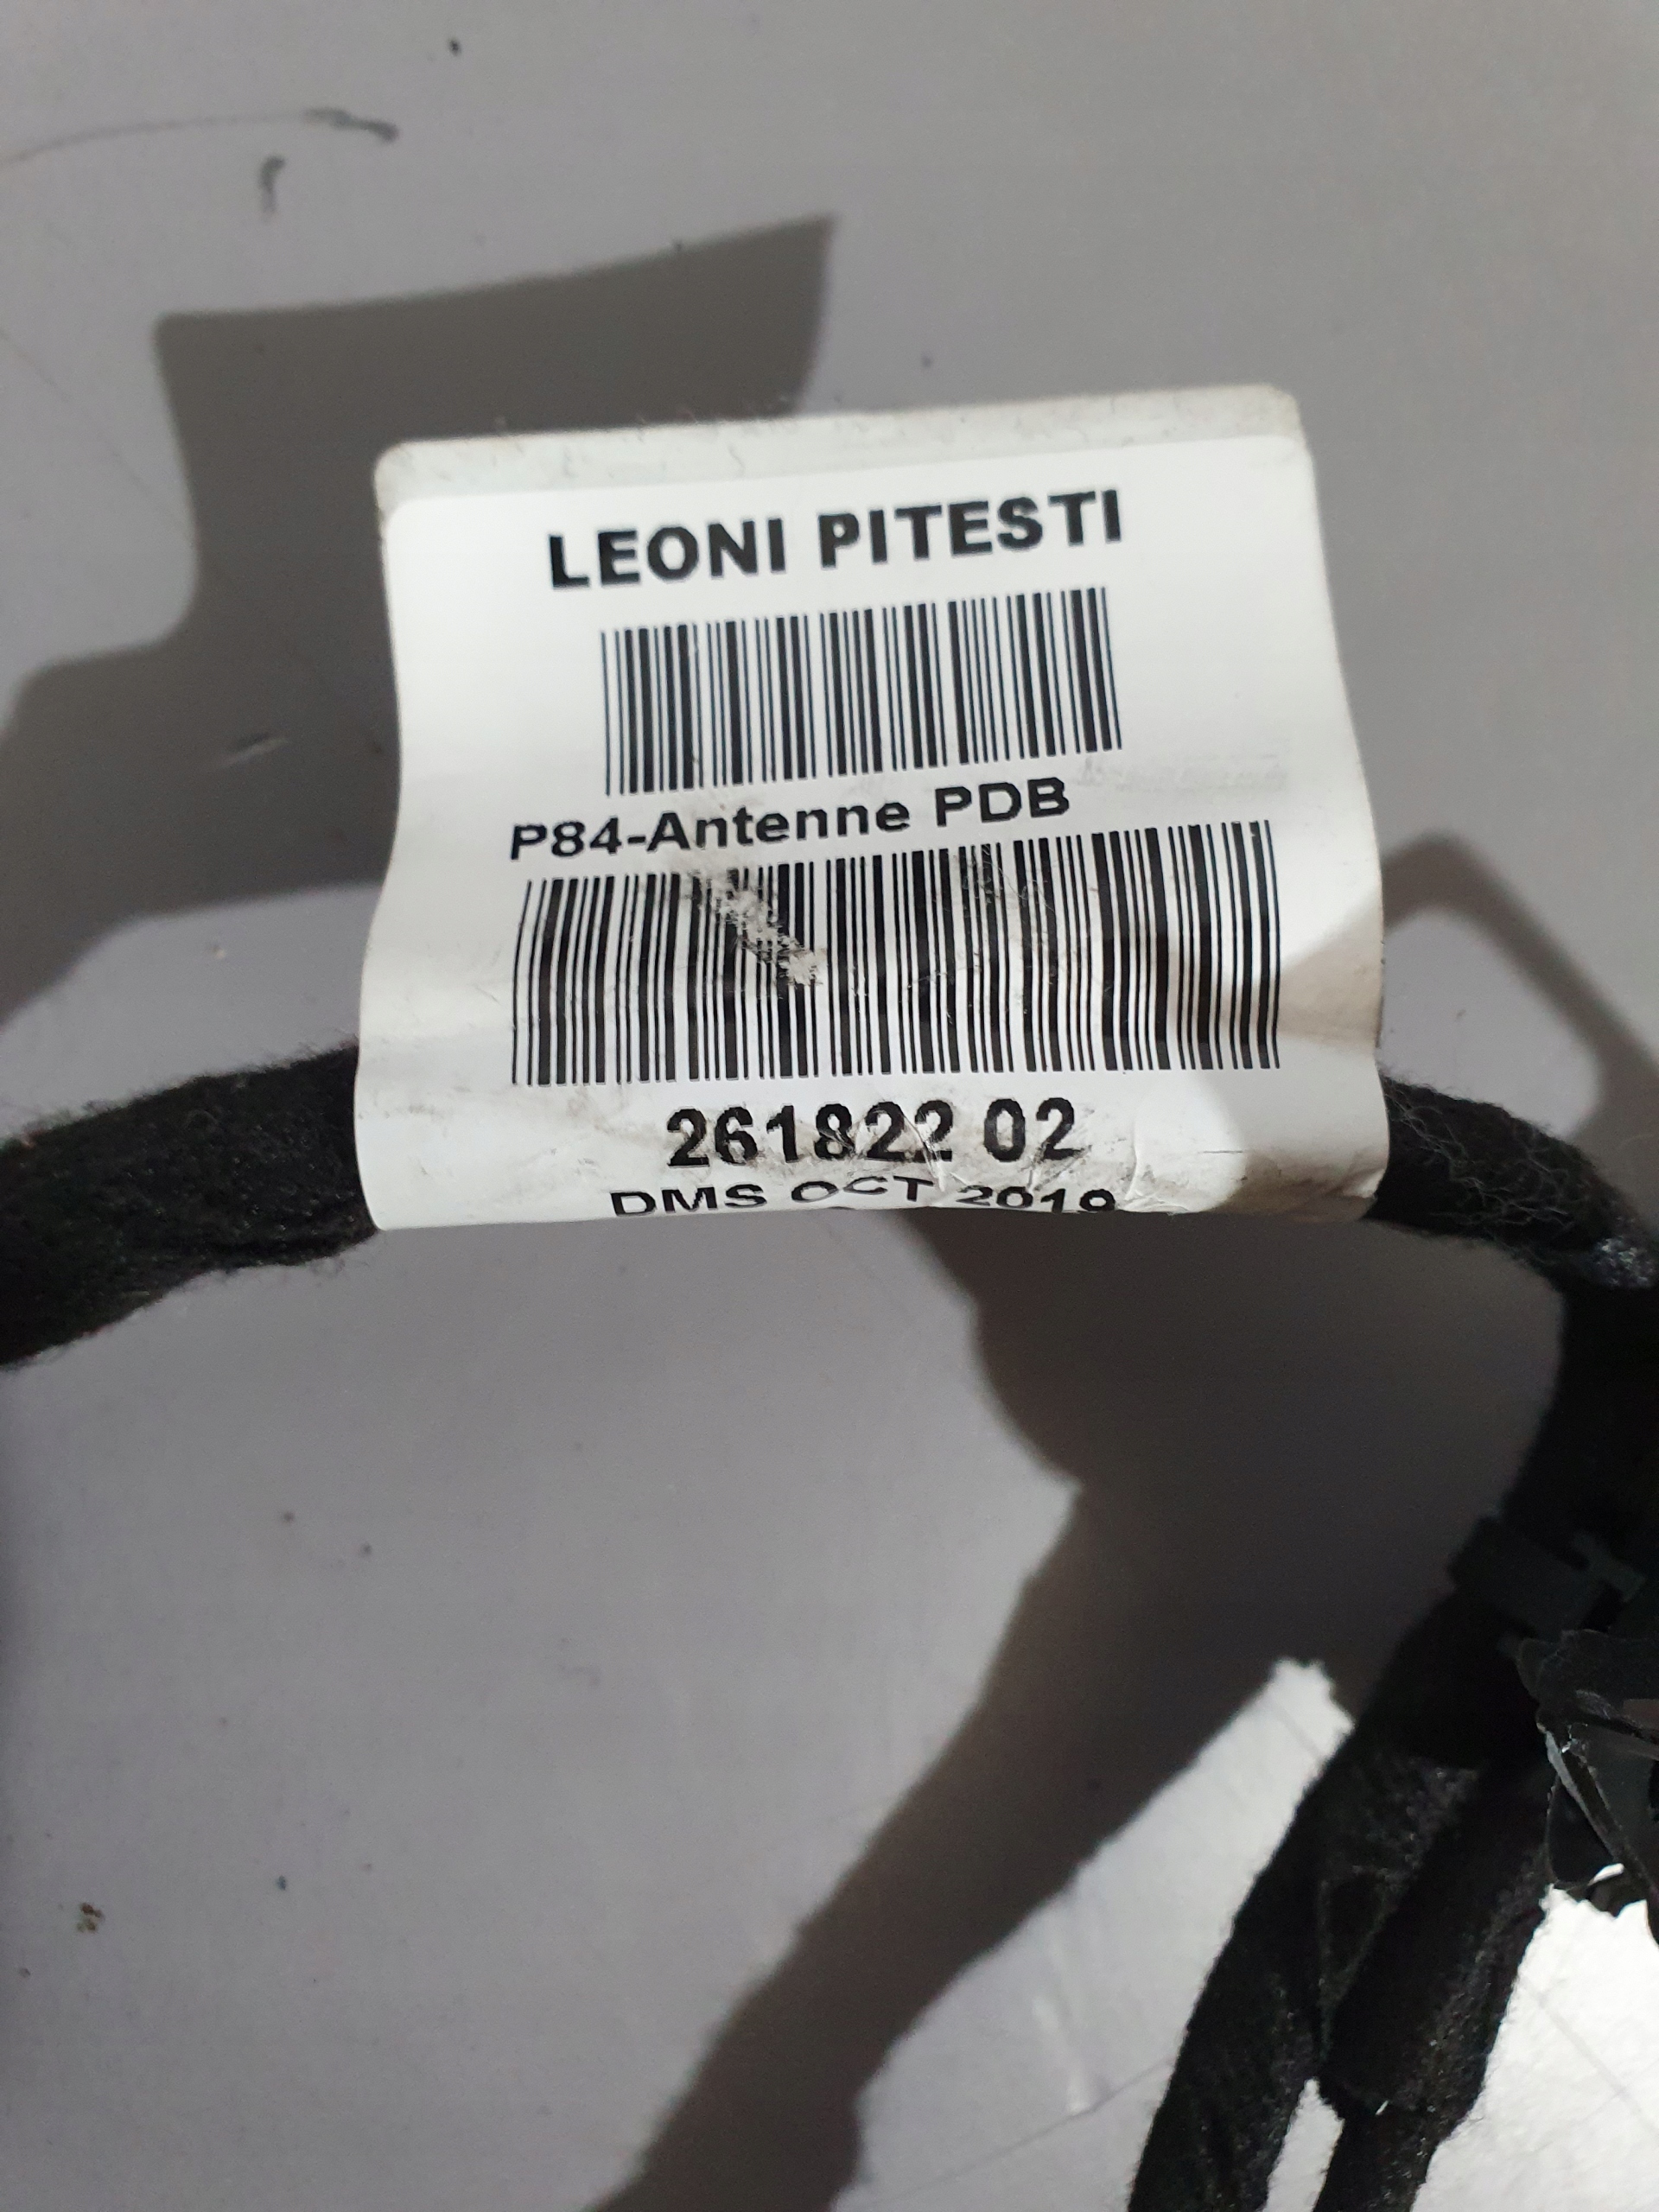 LEONI PITESTI
P84-Antenne PDB
261822 02
DMS OCT 2019